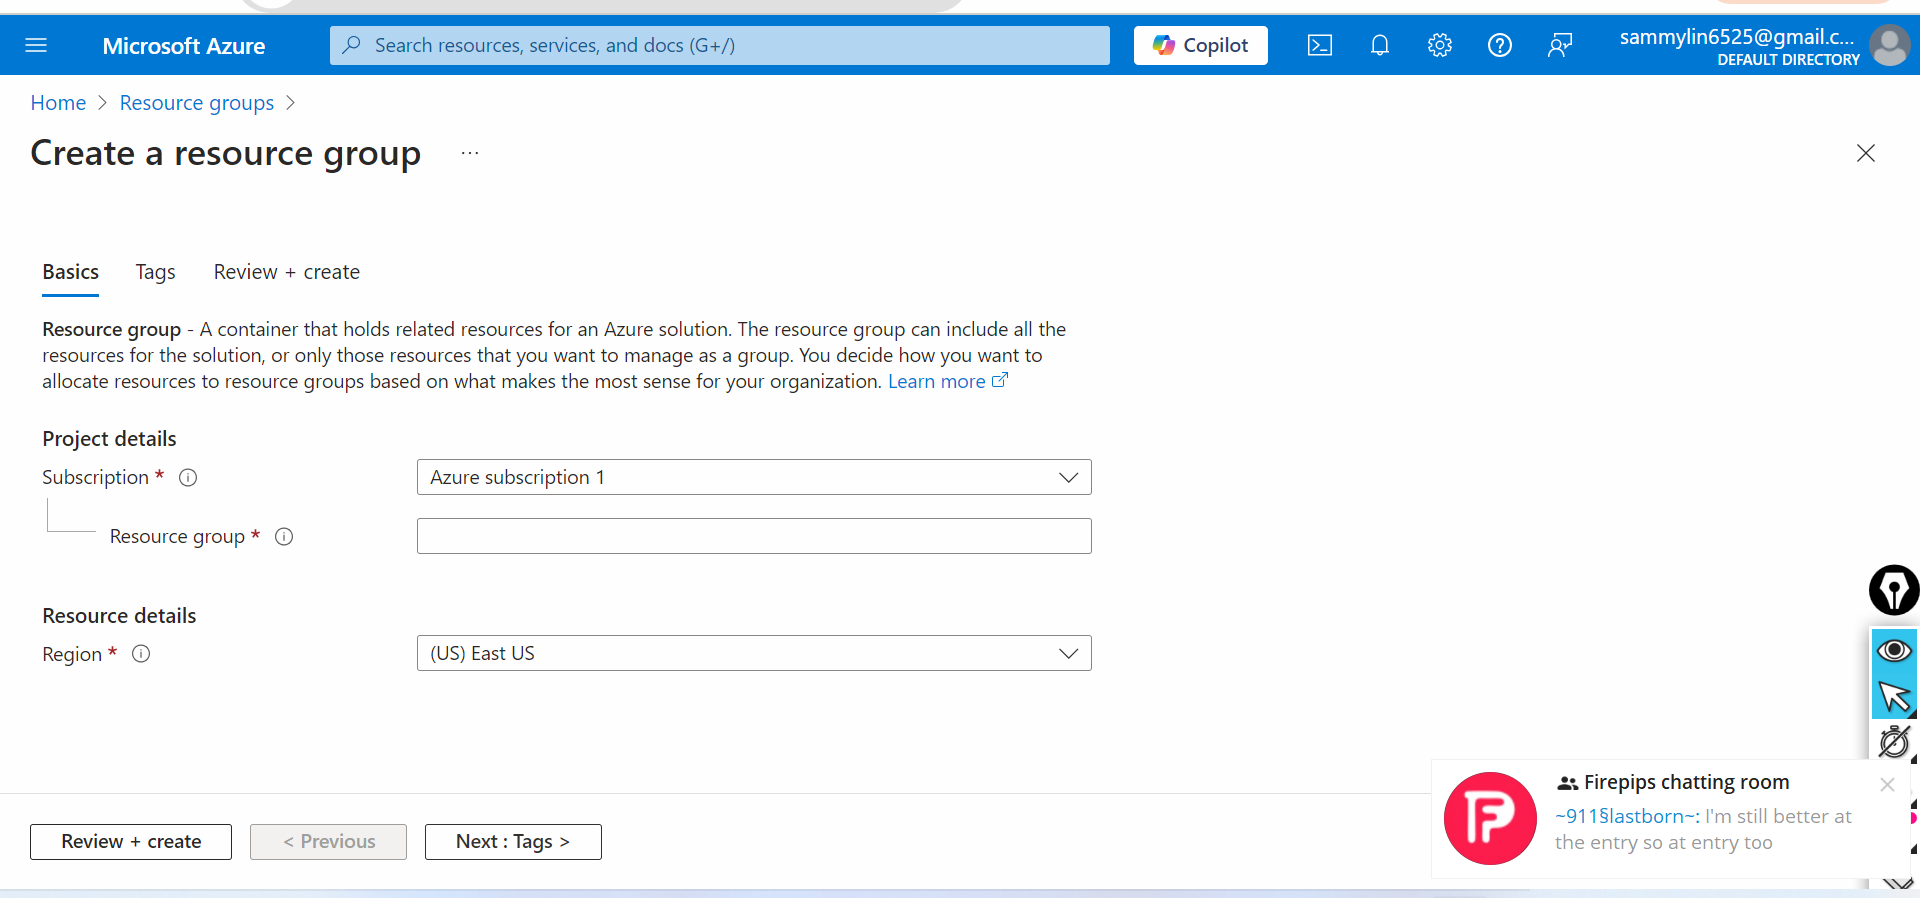 Microsoft Azure
Search resources, services, and docs (G+/)
Copilot
sammylin6525@gmail.c...
DEFAULT DIRECTORY
Home > Resource groups >
Create a resource group ...
Basics Tags Review + create
Resource group - A container that holds related resources for an Azure solution. The resource group can include all the
resources for the solution, or only those resources that you want to manage as a group. You decide how you want to
allocate resources to resource groups based on what makes the most sense for your organization. Learn more
Project details
Subscription * Azure subscription 1
Resource group *
Resource details
Region * (US) East US
Firepips chatting room
~911§lastborn~: I'm still better at
the entry so at entry too
Review + create < Previous Next : Tags >